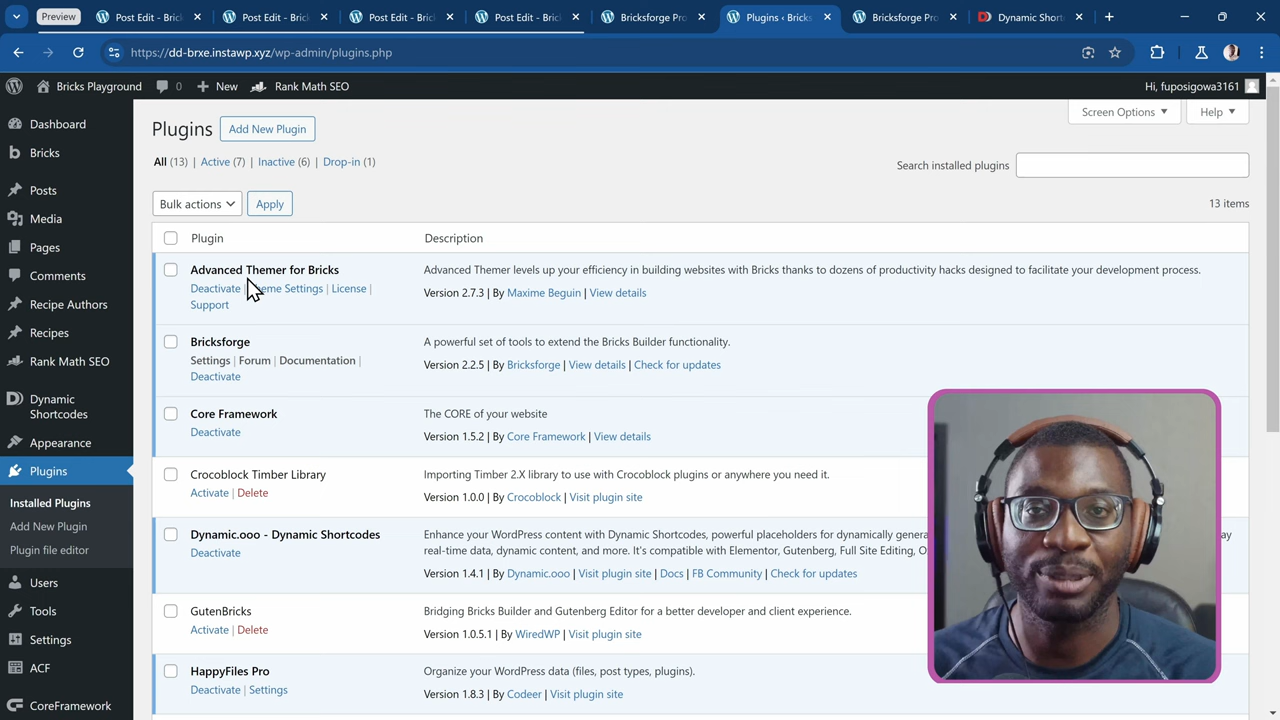 Preview
Post Edit - Bric
Post Edit - Bric
Post Edit - Bric
Post Edit - Bric
Bricksforge Pro
Plugins ‹ Bricks
Bricksforge Pro
Dynamic Short
https://dd-brxe.instawp.xyz/wp-admin/plugins.php
Bricks Playground
0
New
Rank Math SEO
Hi, fuposigowa3161
Dashboard
Bricks
Posts
Media
Pages
Comments
Recipe Authors
Recipes
Rank Math SEO
Dynamic
Shortcodes
Appearance
Plugins
Installed Plugins
Add New Plugin
Plugin file editor
Users
Tools
Settings
ACF
CoreFramework
Screen Options
Help
Plugins
Add New Plugin
All (13) | Active (7) | Inactive (6) | Drop-in (1)
Search installed plugins
Bulk actions
Apply
13 items
Plugin
Description
Advanced Themer for Bricks
Deactivate | Theme Settings | License |
Support
Advanced Themer levels up your efficiency in building websites with Bricks thanks to dozens of productivity hacks designed to facilitate your development process.
Version 2.7.3 | By Maxime Beguin | View details
Bricksforge
Settings | Forum | Documentation |
Deactivate
A powerful set of tools to extend the Bricks Builder functionality.
Version 2.2.5 | By Bricksforge | View details | Check for updates
Core Framework
Deactivate
The CORE of your website
Version 1.5.2 | By Core Framework | View details
Crocoblock Timber Library
Activate | Delete
Importing Timber 2.X library to use with Crocoblock plugins or anywhere you need it.
Version 1.0.0 | By Crocoblock | Visit plugin site
Dynamic.ooo - Dynamic Shortcodes
Deactivate
Enhance your WordPress content with Dynamic Shortcodes, powerful placeholders for dynamically genera
real-time data, dynamic content, and more. It's compatible with Elementor, Gutenberg, Full Site Editing, O
Version 1.4.1 | By Dynamic.ooo | Visit plugin site | Docs | FB Community | Check for updates
GutenBricks
Activate | Delete
Bridging Bricks Builder and Gutenberg Editor for a better developer and client experience.
Version 1.0.5.1 | By WiredWP | Visit plugin site
HappyFiles Pro
Deactivate | Settings
Organize your WordPress data (files, post types, plugins).
Version 1.8.3 | By Codeer | Visit plugin site